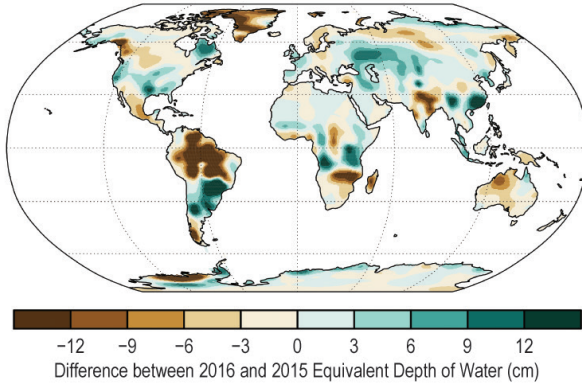 −12 −9 −6 −3 0 3 6 9 12
Difference between 2016 and 2015 Equivalent Depth of Water (cm)